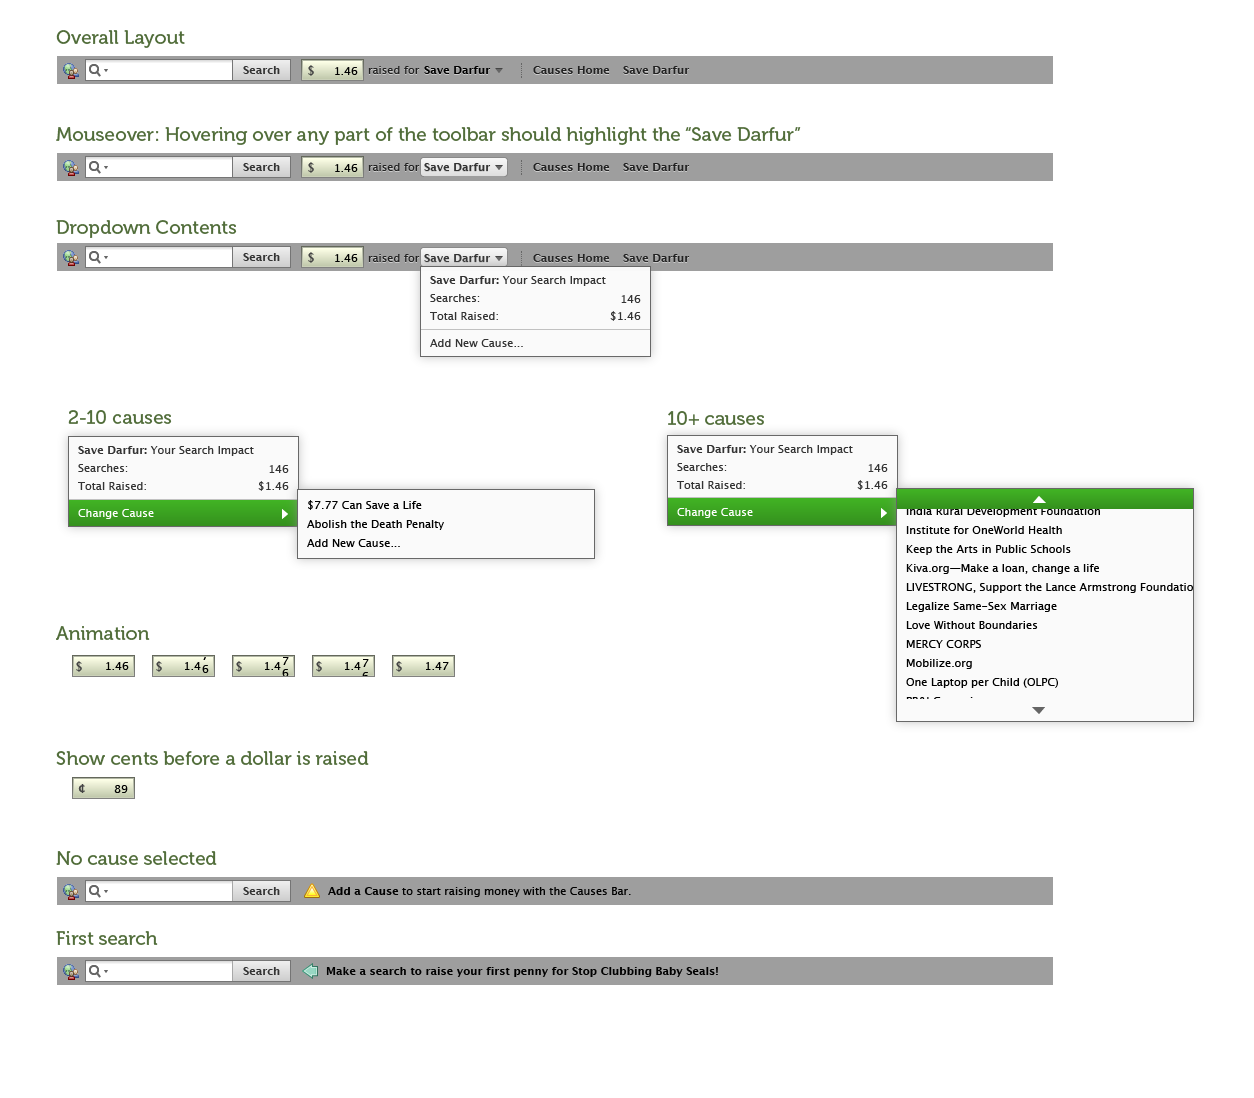 Overall Layout
Search $ 1.46 raised for Save Darfur Causes Home Save Darfur
Mouseover: Hovering over any part of the toolbar should highlight the “Save Darfur”
Search $ 1.46 raised for Save Darfur Causes Home Save Darfur
Dropdown Contents
Search $ 1.46 raised for Save Darfur Causes Home Save Darfur
Save Darfur: Your Search Impact
Searches: 146
Total Raised: $1.46
Add New Cause...
2-10 causes
Save Darfur: Your Search Impact
Searches: 146
Total Raised: $1.46
Change Cause
$7.77 Can Save a Life
Abolish the Death Penalty
Add New Cause...
10+ causes
Save Darfur: Your Search Impact
Searches: 146
Total Raised: $1.46
Change Cause
India Rural Development Foundation
Institute for OneWorld Health
Keep the Arts in Public Schools
Kiva.org—Make a loan, change a life
LIVESTRONG, Support the Lance Armstrong Foundatio
Legalize Same-Sex Marriage
Love Without Boundaries
MERCY CORPS
Mobilize.org
One Laptop per Child (OLPC)
Animation
$ 1.46 $ 1.46 $ 1.476 $ 1.47 $ 1.47
Show cents before a dollar is raised
¢ 89
No cause selected
Search Add a Cause to start raising money with the Causes Bar.
First search
Search Make a search to raise your first penny for Stop Clubbing Baby Seals!